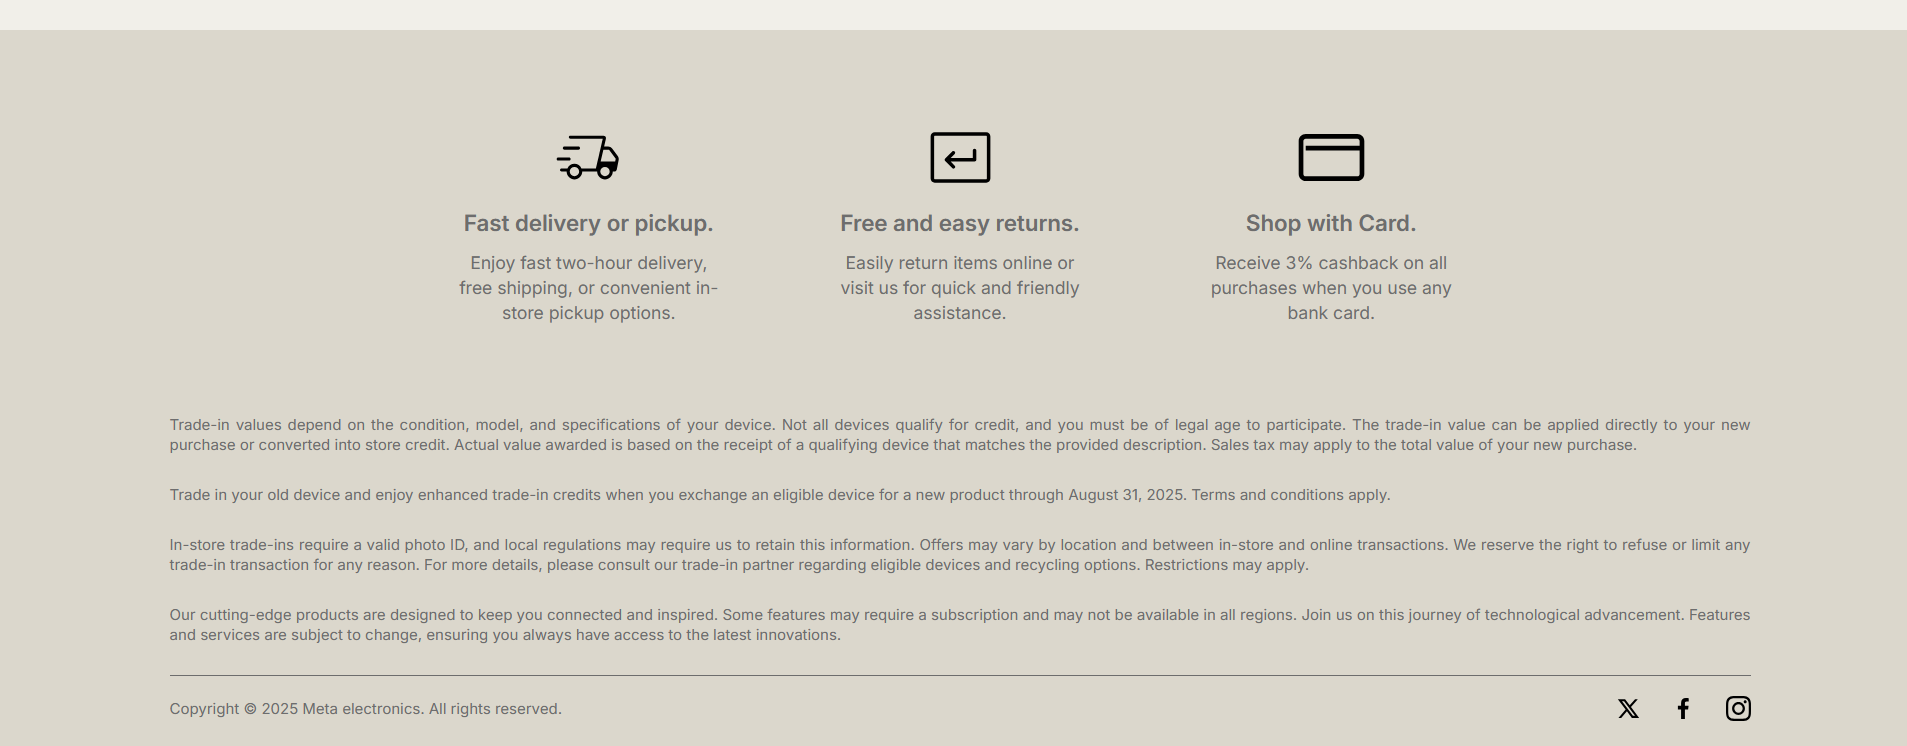 Fast delivery or pickup.
Enjoy fast two-hour delivery,
free shipping, or convenient in-
store pickup options.
Free and easy returns.
Easily return items online or
visit us for quick and friendly
assistance.
Shop with Card.
Receive 3% cashback on all
purchases when you use any
bank card.
Trade-in values depend on the condition, model, and specifications of your device. Not all devices qualify for credit, and you must be of legal age to participate. The trade-in value can be applied directly to your new
purchase or converted into store credit. Actual value awarded is based on the receipt of a qualifying device that matches the provided description. Sales tax may apply to the total value of your new purchase.
Trade in your old device and enjoy enhanced trade-in credits when you exchange an eligible device for a new product through August 31, 2025. Terms and conditions apply.
In-store trade-ins require a valid photo ID, and local regulations may require us to retain this information. Offers may vary by location and between in-store and online transactions. We reserve the right to refuse or limit any
trade-in transaction for any reason. For more details, please consult our trade-in partner regarding eligible devices and recycling options. Restrictions may apply.
Our cutting-edge products are designed to keep you connected and inspired. Some features may require a subscription and may not be available in all regions. Join us on this journey of technological advancement. Features
and services are subject to change, ensuring you always have access to the latest innovations.
Copyright © 2025 Meta electronics. All rights reserved.